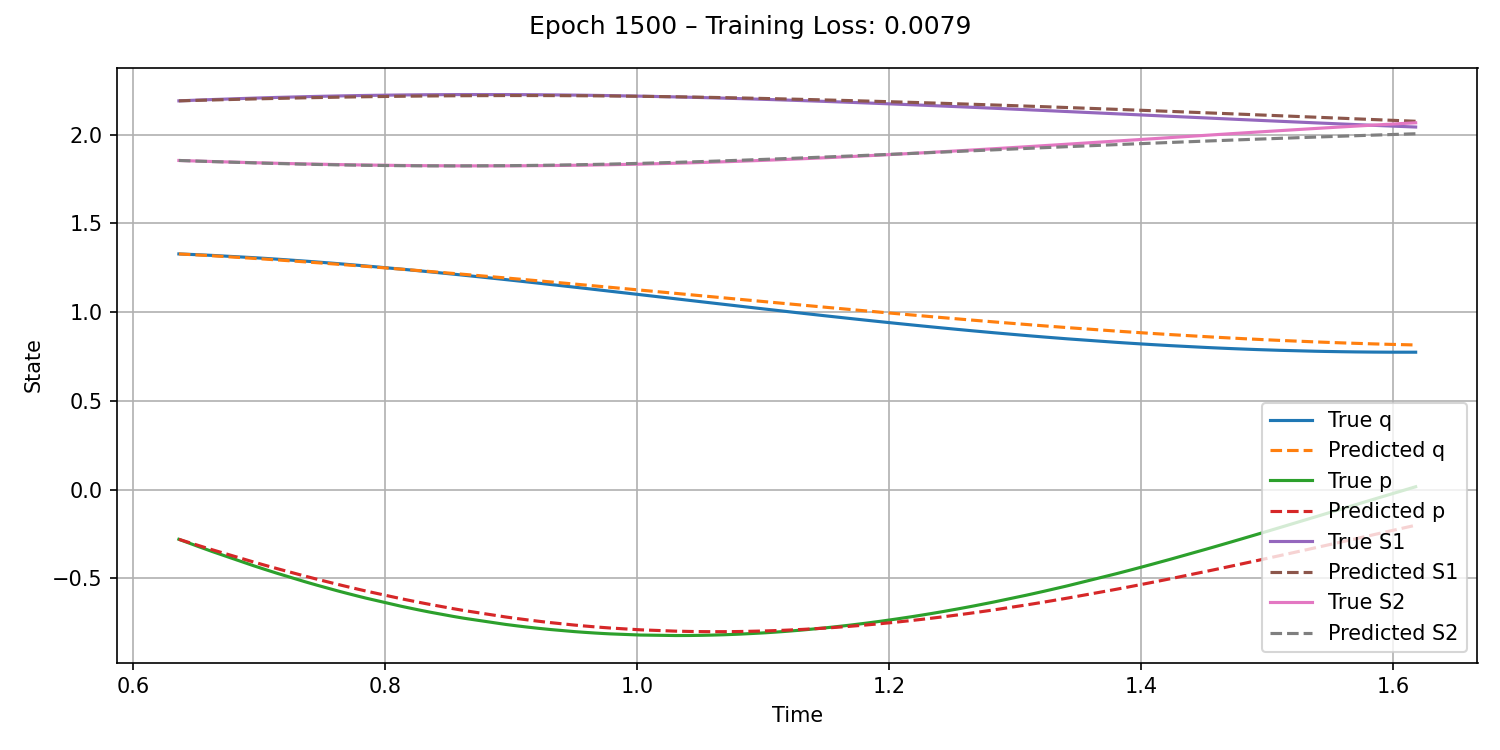 Epoch 1500 – Training Loss: 0.0079
State
2.0
1.5
1.0
0.5
0.0
−0.5
True q
Predicted q
True p
Predicted p
True S1
Predicted S1
True S2
Predicted S2
0.6 0.8 1.0 1.2 1.4 1.6
Time